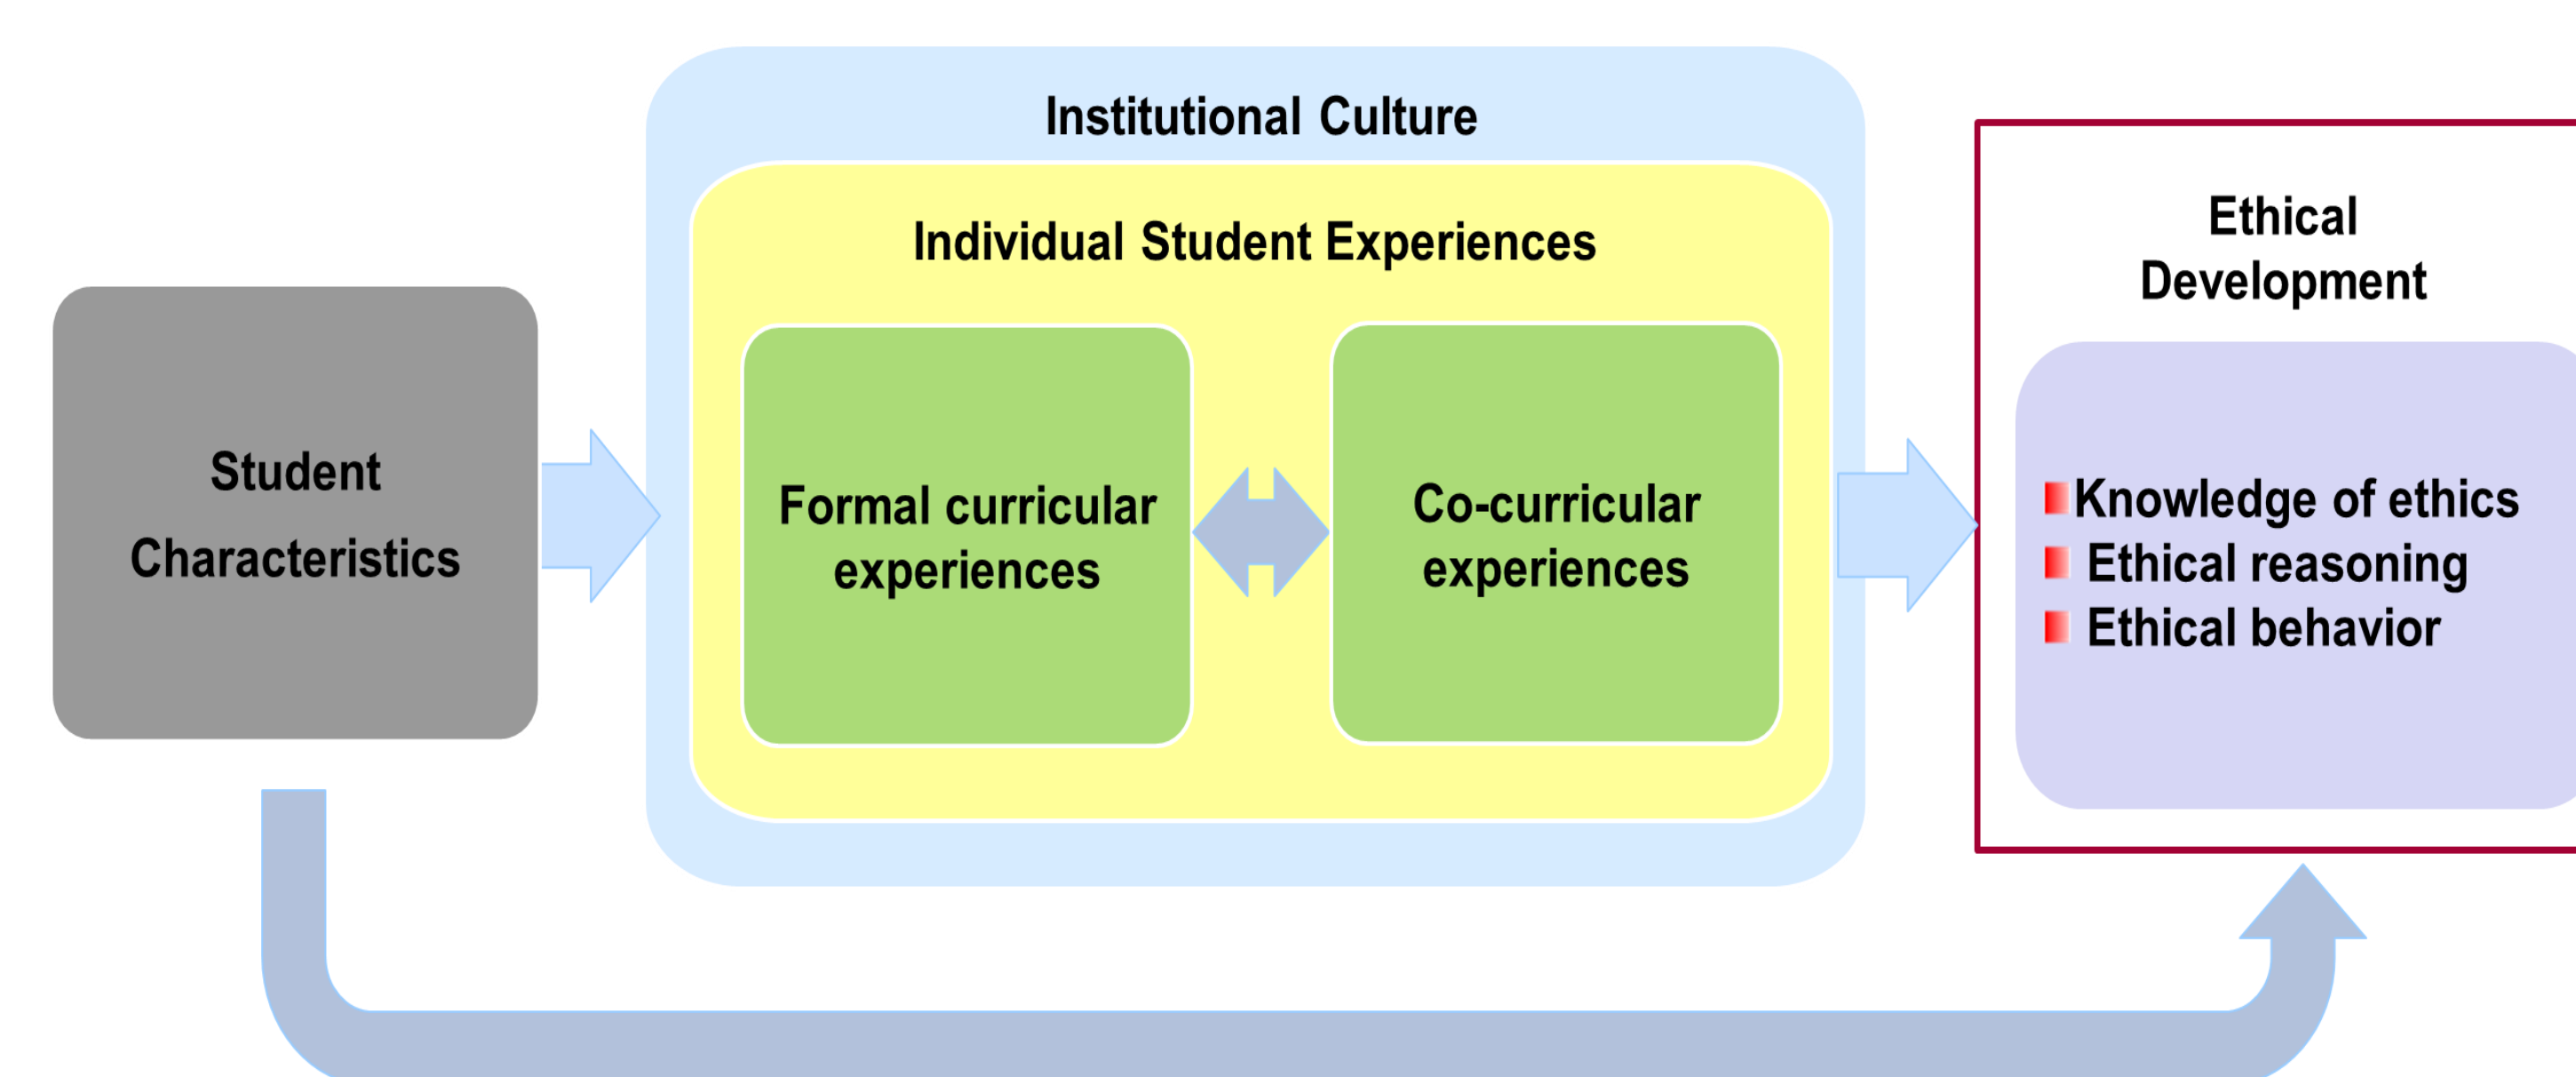 Institutional Culture
Individual Student Experiences
Student
Characteristics
Formal curricular
experiences
Co-curricular
experiences
Ethical
Development
Knowledge of ethics
Ethical reasoning
Ethical behavior